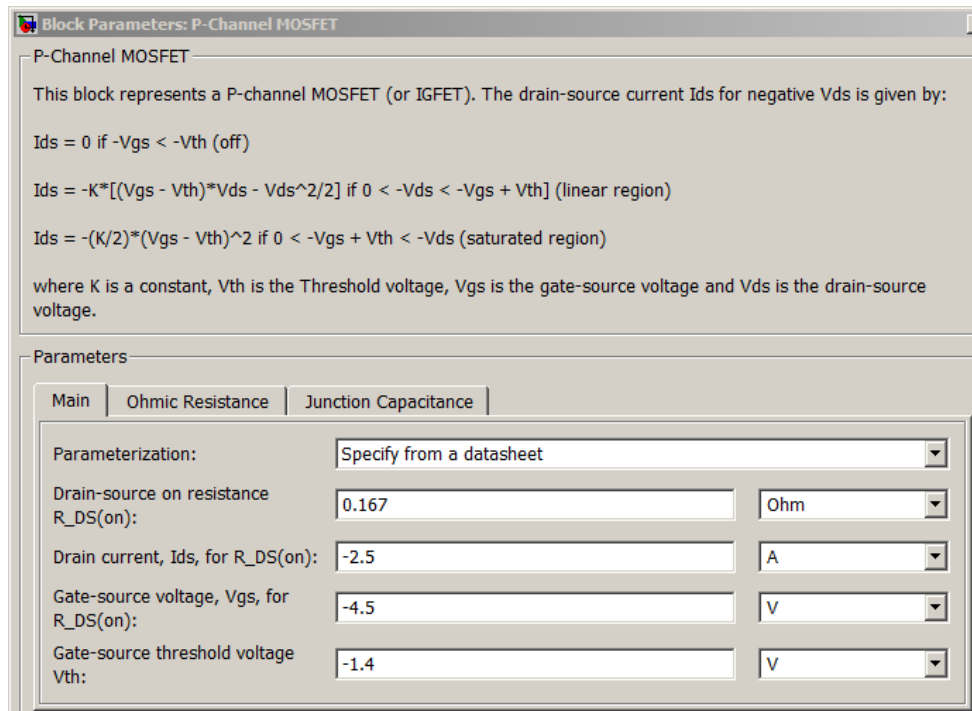 Block Parameters: P-Channel MOSFET
P-Channel MOSFET
This block represents a P-channel MOSFET (or IGFET). The drain-source current Ids for negative Vds is given by:
Ids = 0 if -Vgs < -Vth (off)
Ids = -K*[(Vgs - Vth)*Vds - Vds^2/2] if 0 < -Vds < -Vgs + Vth] (linear region)
Ids = -(K/2)*(Vgs - Vth)^2 if 0 < -Vgs + Vth < -Vds (saturated region)
where K is a constant, Vth is the Threshold voltage, Vgs is the gate-source voltage and Vds is the drain-source
voltage.
Parameters
Main Ohmic Resistance Junction Capacitance
Parameterization: Specify from a datasheet
Drain-source on resistance
R_DS(on): 0.167 Ohm
Drain current, Ids, for R_DS(on): -2.5 A
Gate-source voltage, Vgs, for
R_DS(on): -4.5 V
Gate-source threshold voltage
Vth: -1.4 V